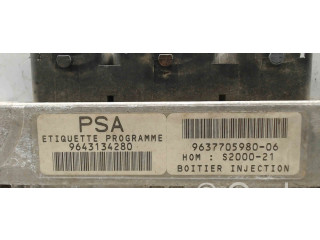 PSA
ETIQUETTE PROGRAMME
9643134280
9637705980-06
HOM : S2000-21
BOITIER INJECTION